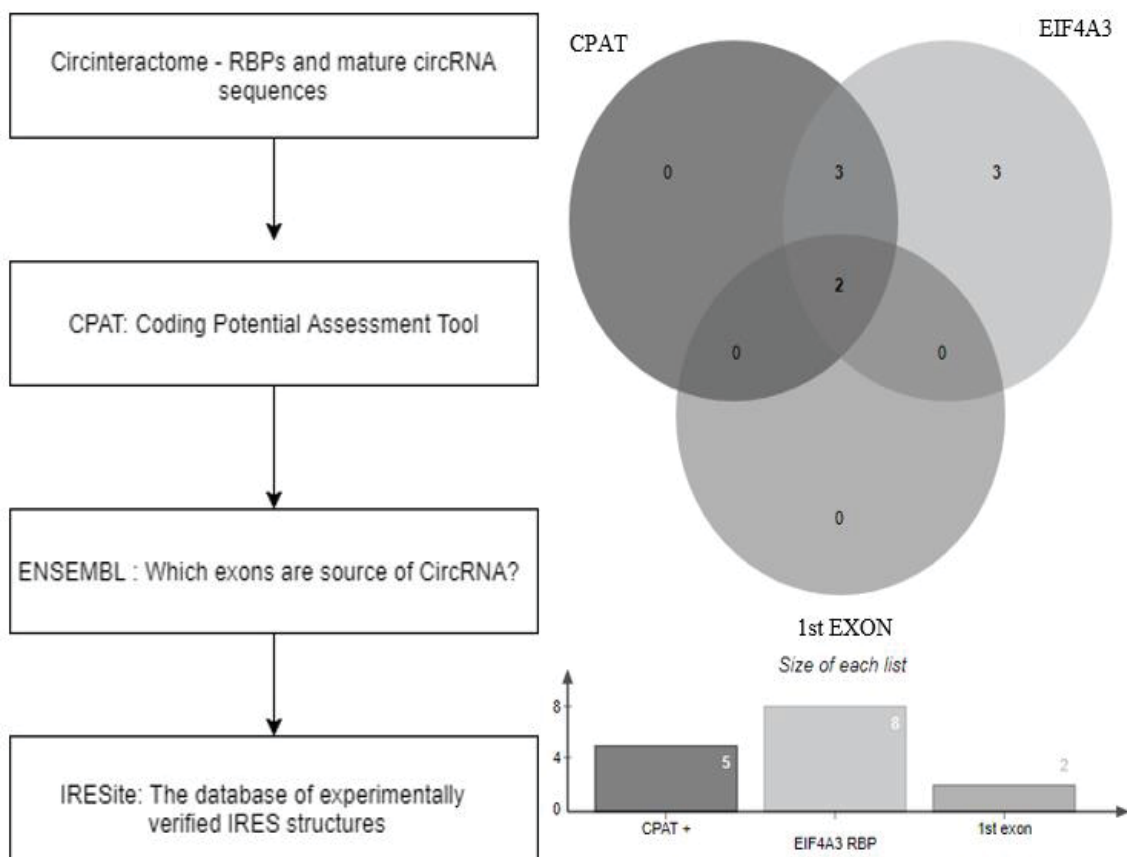 Circinteractome - RBPs and mature circRNA
sequences
CPAT: Coding Potential Assessment Tool
ENSEMBL : Which exons are source of CircRNA?
IRESite: The database of experimentally
verified IRES structures
CPAT
EIF4A3
0
3
3
2
0
0
0
1st EXON
Size of each list
8
4
0
5
8
2
CPAT +
EIF4A3 RBP
1st exon